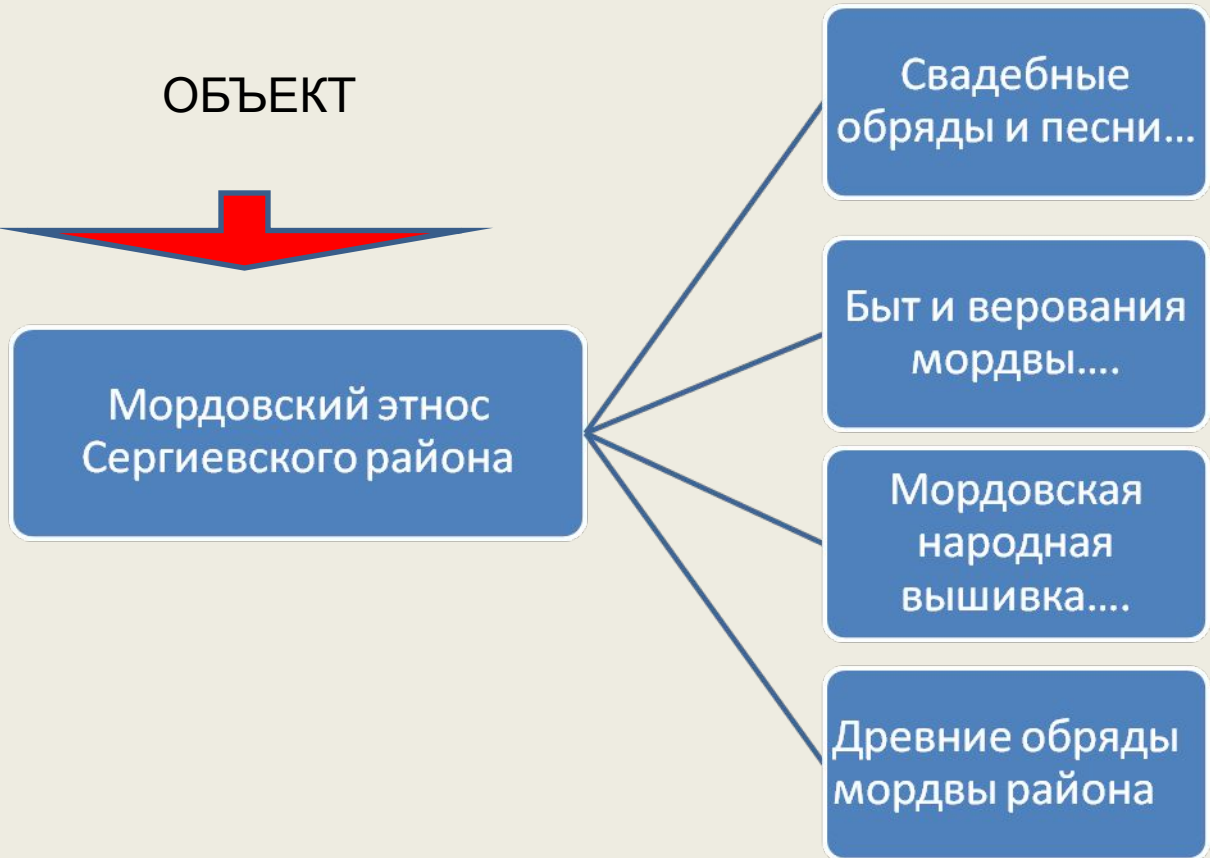 ОБЪЕКТ
Мордовский этнос
Сергиевского района
Свадебные
обряды и песни...
Быт и верования
мордвы....
Мордовская
народная
вышивка....
Древние обряды
мордвы района